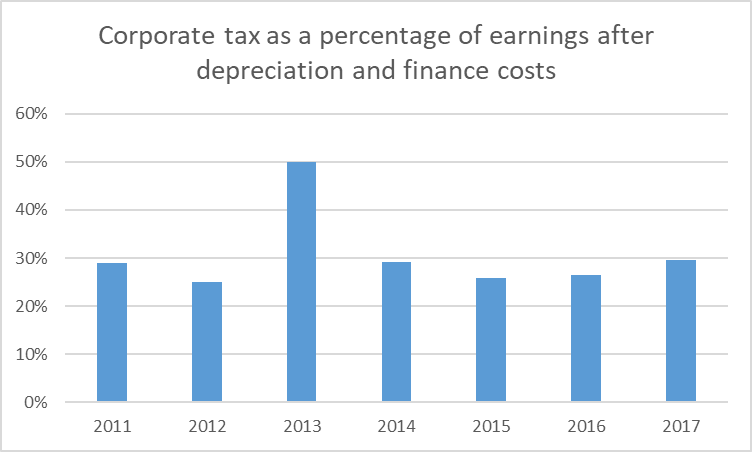 Corporate tax as a percentage of earnings after
depreciation and finance costs
60%
50%
40%
30%
20%
10%
0%
2011 2012 2013 2014 2015 2016 2017